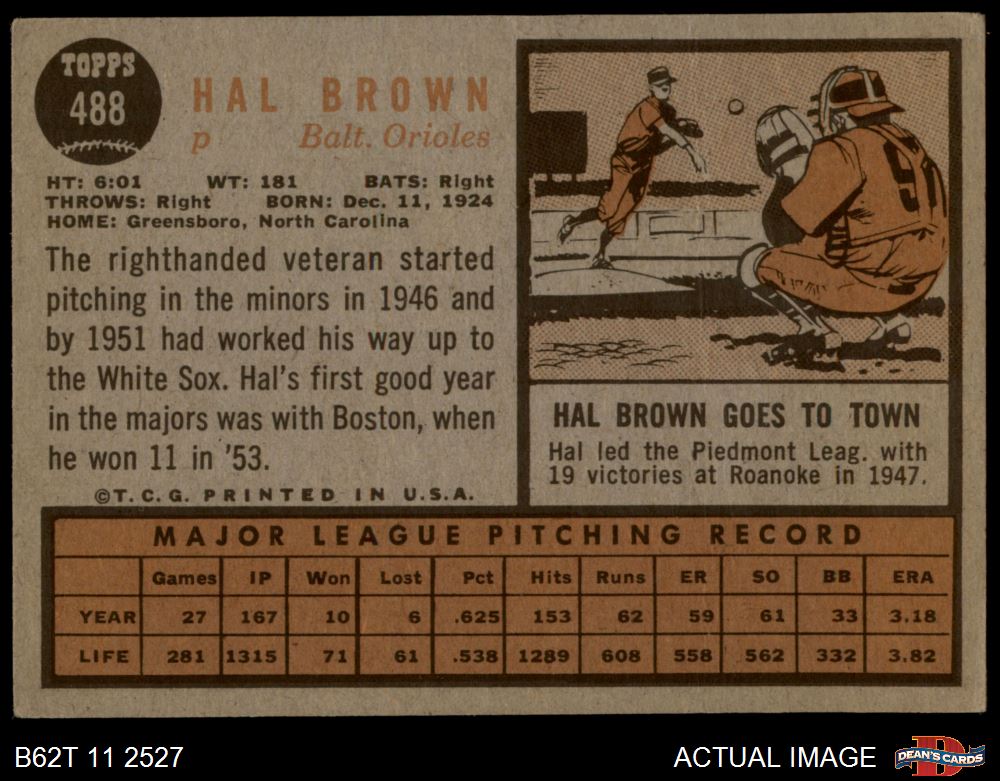 TOPPS
488
HAL BROWN
p Balt. Orioles
HT: 6:01 WT: 181 BATS: Right
THROWS: Right BORN: Dec. 11, 1924
HOME: Greensboro, North Carolina
The righthanded veteran started
pitching in the minors in 1946 and
by 1951 had worked his way up to
the White Sox. Hal's first good year
in the majors was with Boston, when
he won 11 in '53.
©T. C. G. PRINTED IN U.S.A.
HAL BROWN GOES TO TOWN
Hal led the Piedmont Leag. with
19 victories at Roanoke in 1947.
MAJOR LEAGUE PITCHING RECORD
Games IP Won Lost Pct Hits Runs ER SO BB ERA
YEAR 27 167 10 6 .625 153 62 59 61 33 3.18
LIFE 281 1315 71 61 .538 1289 608 558 562 332 3.82
B62T 11 2527
ACTUAL IMAGE
D
DEAN'S CARDS